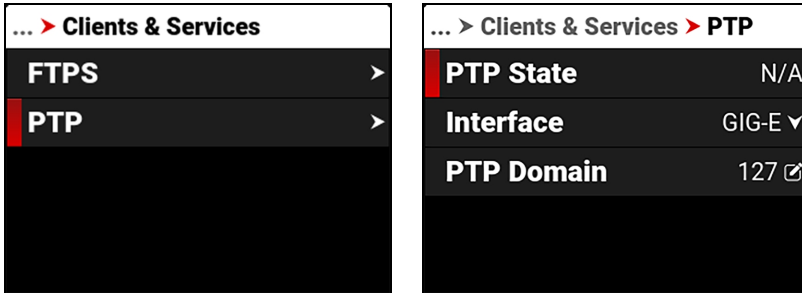 ... > Clients & Services
FTPS
PTP
... > Clients & Services > PTP
PTP State N/A
Interface GIG-E
PTP Domain 127